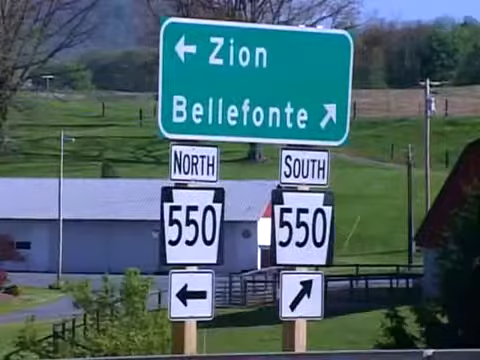 ← Zion
Bellefonte ↗
NORTH SOUTH
550 550
← ↗